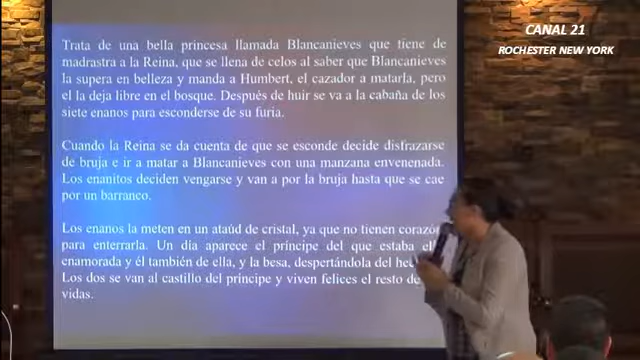 CANAL 21
ROCHESTER NEW YORK
Trata de una bella princesa llamada Blancanieves que tiene de
madrastra a la Reina, que se llena de celos al saber que Blancanieves
la supera en belleza y manda a Humbert, el cazador a matarla, pero
el la deja libre en el bosque. Después de huir se va a la cabaña de los
siete enanos para esconderse de su furia.
Cuando la Reina se da cuenta de que se esconde decide disfrazarse
de bruja e ir a matar a Blancanieves con una manzana envenenada.
Los enanitos deciden vengarse y van a por la bruja hasta que se cae
por un barranco.
Los enanos la meten en un ataúd de cristal, ya que no tienen corazó
para enterrarla. Un día aparece el príncipe del que estaba
enamorada y él también de ella, y la besa, despertándola del
Los dos se van al castillo del príncipe y viven felices el resto de
vidas.